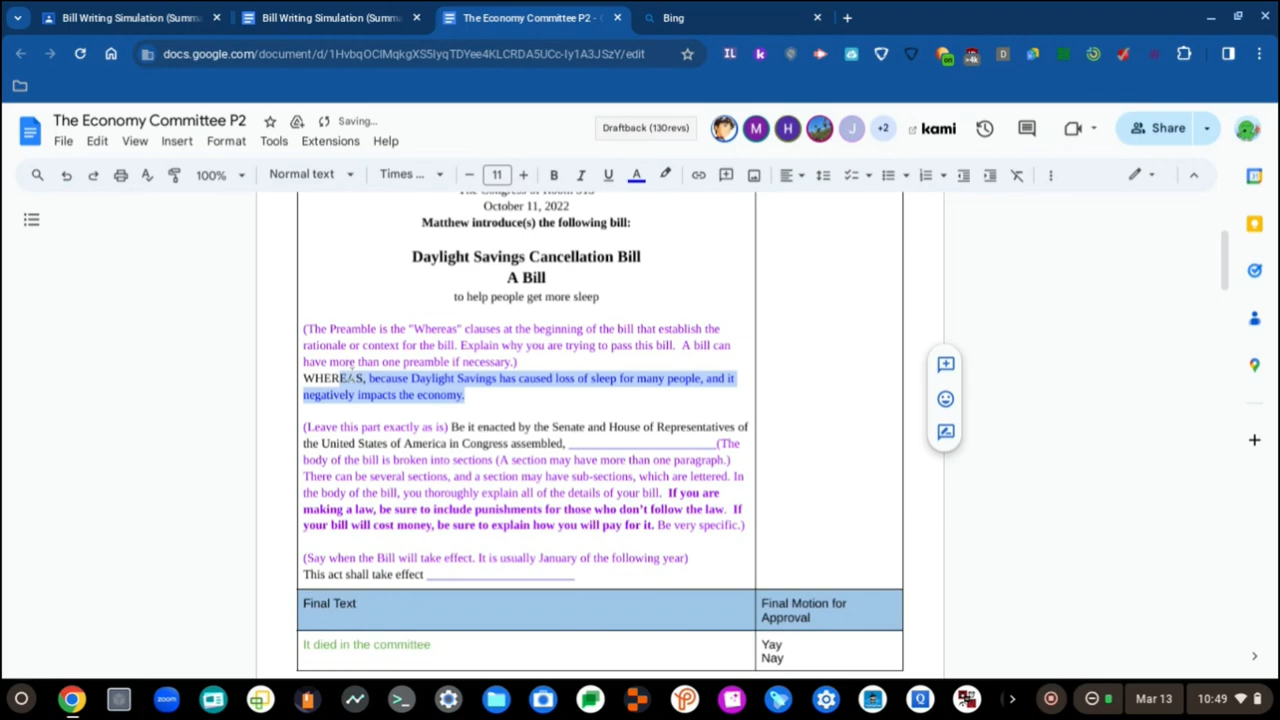 Bill Writing Simulation (Summa
Bill Writing Simulation (Summa
The Economy Committee P2 -
Bing
docs.google.com/document/d/1HvbqOClMqkgXS5IyqTDYee4KLCRDA5UCc-Iy1A3JSzY/edit
The Economy Committee P2
Saving...
File Edit View Insert Format Tools Extensions Help
Draftback (130revs)
M H J +2
kami
Share
100% Normal text Times ... 11 B I U A
October 11, 2022
Matthew introduce(s) the following bill:
Daylight Savings Cancellation Bill
A Bill
to help people get more sleep
(The Preamble is the "Whereas" clauses at the beginning of the bill that establish the
rationale or context for the bill. Explain why you are trying to pass this bill. A bill can
have more than one preamble if necessary.)
WHEREAS, because Daylight Savings has caused loss of sleep for many people, and it
negatively impacts the economy.
(Leave this part exactly as is) Be it enacted by the Senate and House of Representatives of
the United States of America in Congress assembled, ______________________(The
body of the bill is broken into sections (A section may have more than one paragraph.)
There can be several sections, and a section may have sub-sections, which are lettered. In
the body of the bill, you thoroughly explain all of the details of your bill. If you are
making a law, be sure to include punishments for those who don't follow the law. If
your bill will cost money, be sure to explain how you will pay for it. Be very specific.)
(Say when the Bill will take effect. It is usually January of the following year)
This act shall take effect ______________________
Final Text
Final Motion for
Approval
It died in the committee
Yay
Nay
zoom
Mar 13
10:49